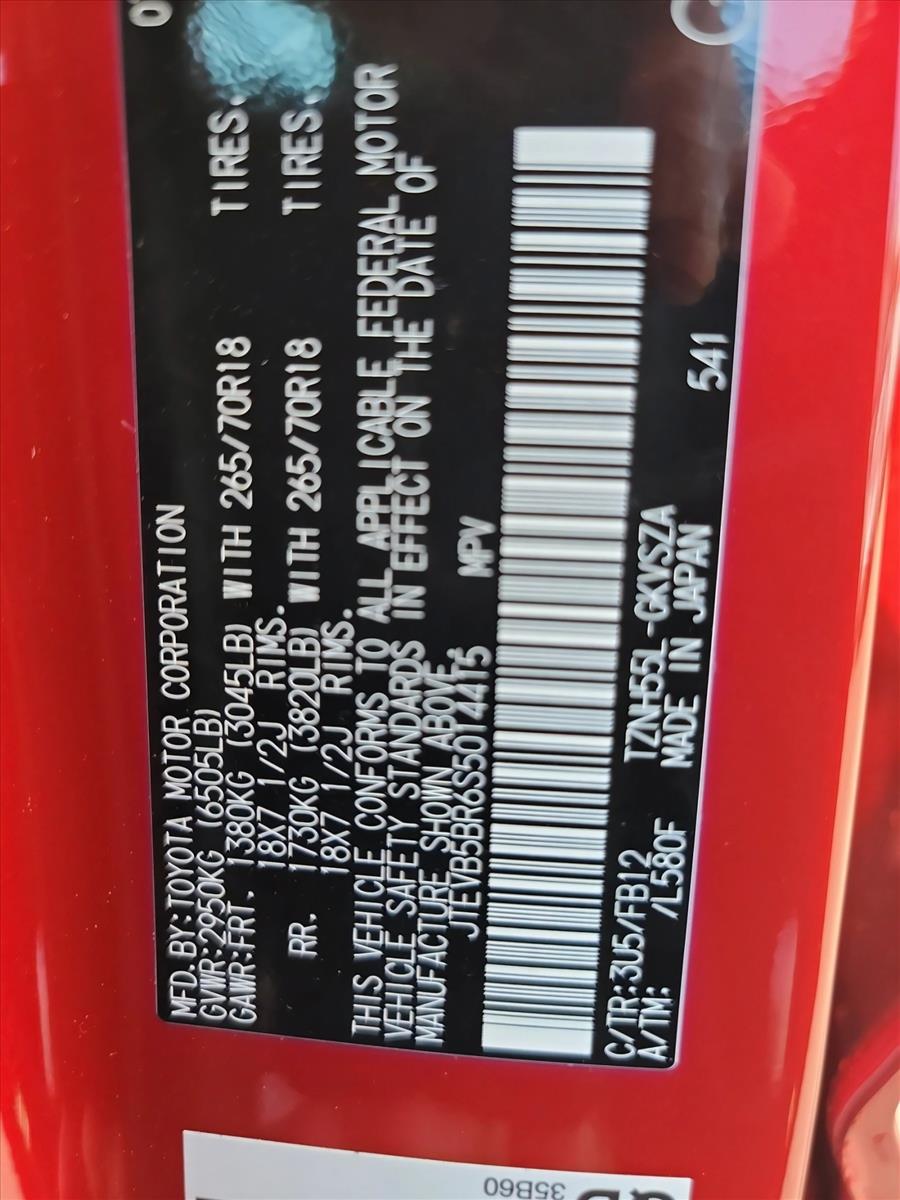 MFD.BY:TOYOTA MOTOR CORPORATION
GVWR:2950KG (6505LB)
GAWR:FRT. 1380KG (3045LB) WITH 265/70R18 TIRES.
18X7 1/2J RIMS.
RR. 1730KG (3820LB) WITH 265/70R18 TIRES.
18X7 1/2J RIMS.
THIS VEHICLE CONFORMS TO ALL APPLICABLE FEDERAL MOTOR
VEHICLE SAFETY STANDARDS IN EFFECT ON THE DATE OF
MANUFACTURE SHOWN ABOVE.
JTEVB5BR6S5014415 MPV
C/TR:3U5/FB12 TZNH55L-GKVSZA
A/TM: /L580F MADE IN JAPAN 541
35B60